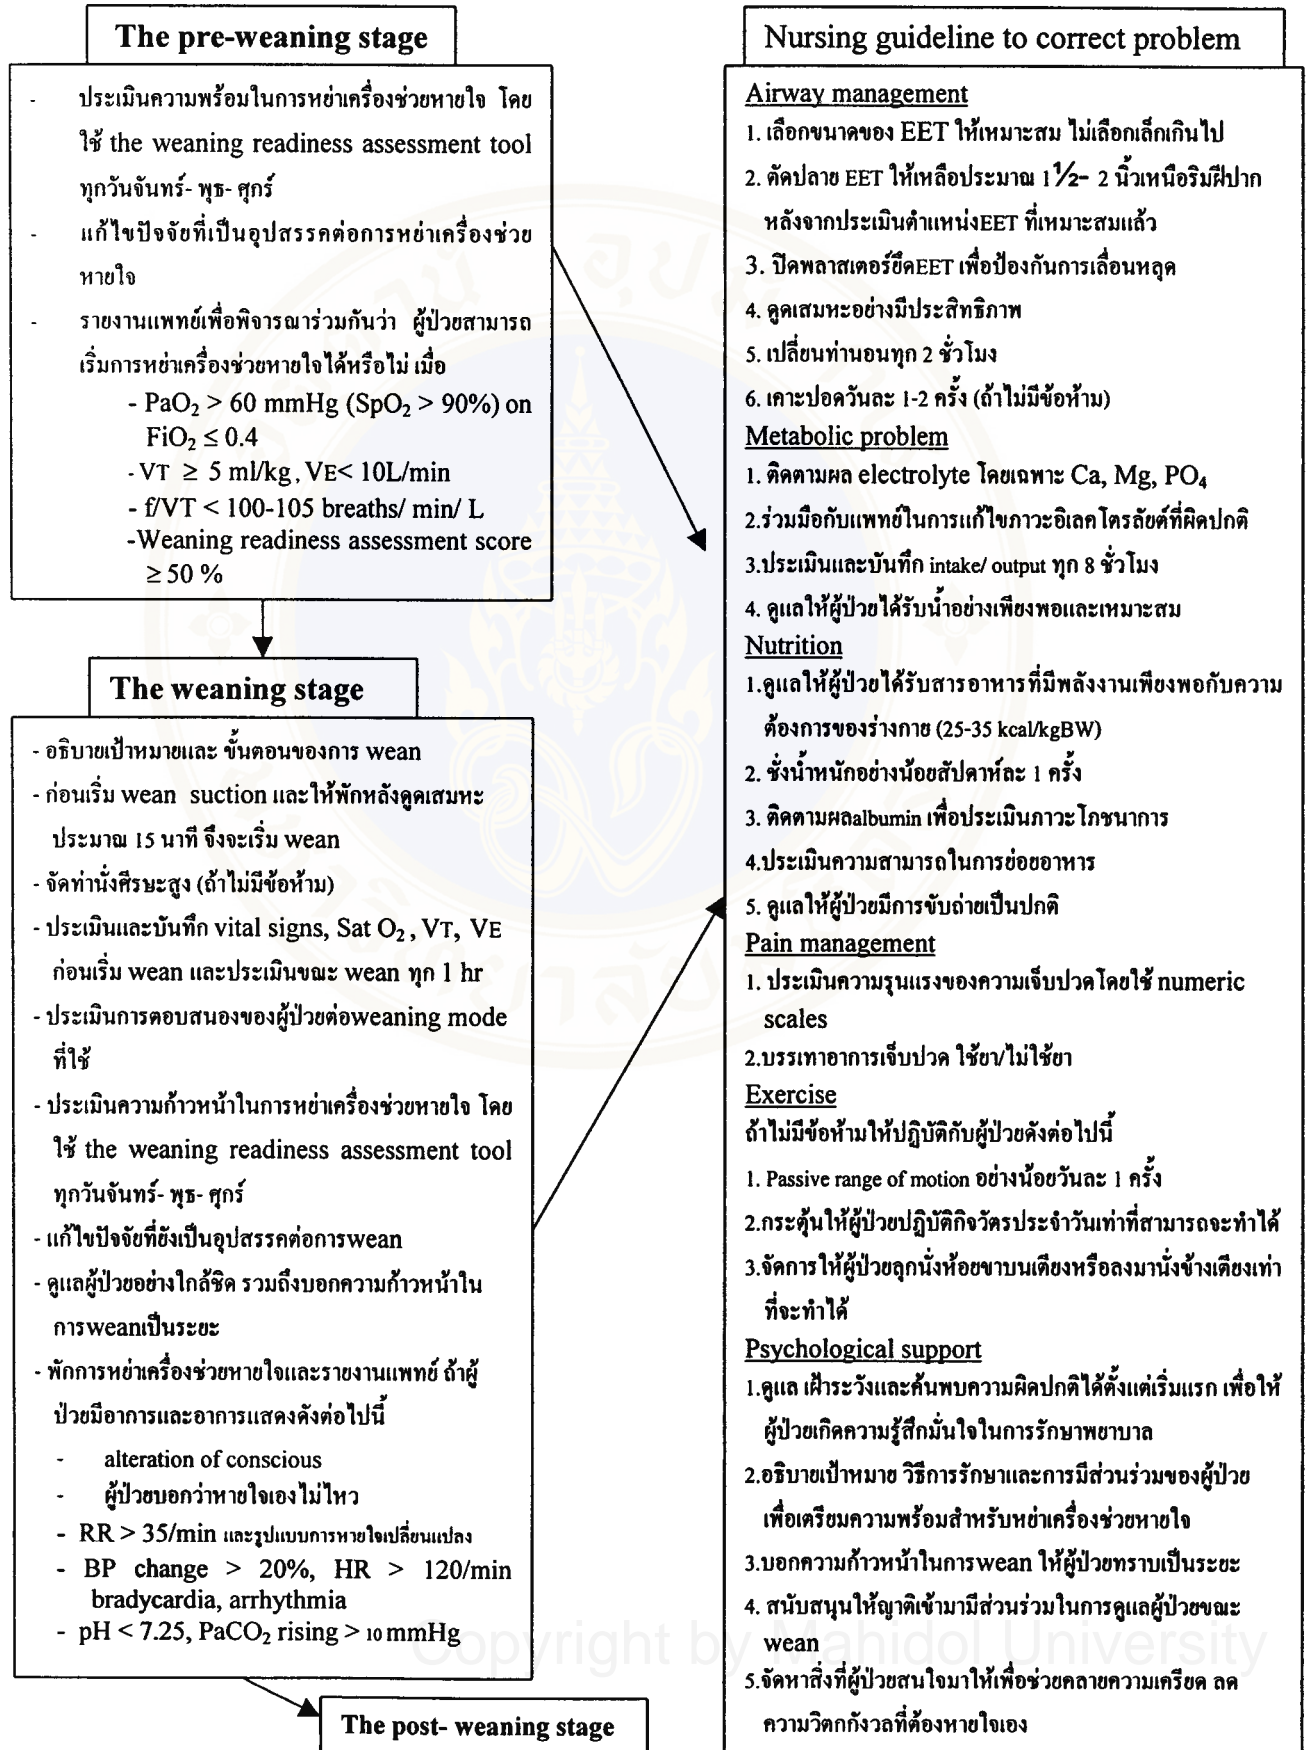 The pre-weaning stage
- ประเมินความพร้อมในการหย่าเครื่องช่วยหายใจ โดย
ใช้ the weaning readiness assessment tool
ทุกวันจันทร์- พุธ- ศุกร์
- แก้ไขปัจจัยที่เป็นอุปสรรคต่อการหย่าเครื่องช่วย
หายใจ
- รายงานแพทย์เพื่อพิจารณาร่วมกันว่า ผู้ป่วยสามารถ
เริ่มการหย่าเครื่องช่วยหายใจได้หรือไม่ เมื่อ
- PaO₂ > 60 mmHg (SpO₂ > 90%) on
FiO₂ ≤ 0.4
-VT ≥ 5 ml/kg , VE< 10L/min
- f/VT < 100-105 breaths/ min/ L
-Weaning readiness assessment score
≥ 50 %
The weaning stage
- อธิบายเป้าหมายและ ขั้นตอนของการ wean
- ก่อนเริ่ม wean suction และให้พักหลังดูดเสมหะ
ประมาณ 15 นาที จึงจะเริ่ม wean
- จัดท่านั่งศีรษะสูง (ถ้าไม่มีข้อห้าม)
- ประเมินและบันทึก vital signs, Sat O₂ , VT, VE
ก่อนเริ่ม wean และประเมินขณะ wean ทุก 1 hr
- ประเมินการตอบสนองของผู้ป่วยต่อweaning mode
ที่ใช้
- ประเมินความก้าวหน้าในการหย่าเครื่องช่วยหายใจ โดย
ใช้ the weaning readiness assessment tool
ทุกวันจันทร์- พุธ- ศุกร์
- แก้ไขปัจจัยที่ยังเป็นอุปสรรคต่อการwean
- ดูแลผู้ป่วยอย่างใกล้ชิด รวมถึงบอกความก้าวหน้าใน
การweanเป็นระยะ
- พักการหย่าเครื่องช่วยหายใจและรายงานแพทย์ ถ้าผู้
ป่วยมีอาการและอาการแสดงดังต่อไปนี้
- alteration of conscious
- ผู้ป่วยบอกว่าหายใจเองไม่ไหว
- RR > 35/min และรูปแบบการหายใจเปลี่ยนแปลง
- BP change > 20%, HR > 120/min
bradycardia, arrhythmia
- pH < 7.25, PaCO₂ rising > 10 mmHg
The post- weaning stage
Nursing guideline to correct problem
Airway management
1. เลือกขนาดของ EET ให้เหมาะสม ไม่เลือกเล็กเกินไป
2. ตัดปลาย EET ให้เหลือประมาณ 1½- 2 นิ้วเหนือริมฝีปาก
หลังจากประเมินตำแหน่งEET ที่เหมาะสมแล้ว
3. ปิดพลาสเตอร์ยึดEET เพื่อป้องกันการเลื่อนหลุด
4. ดูดเสมหะอย่างมีประสิทธิภาพ
5. เปลี่ยนท่านอนทุก 2 ชั่วโมง
6. เคาะปอดวันละ 1-2 ครั้ง (ถ้าไม่มีข้อห้าม)
Metabolic problem
1. ติดตามผล electrolyte โดยเฉพาะ Ca, Mg, PO₄
2.ร่วมมือกับแพทย์ในการแก้ไขภาวะอิเลคโตรลัยต์ที่ผิดปกติ
3.ประเมินและบันทึก intake/ output ทุก 8 ชั่วโมง
4. ดูแลให้ผู้ป่วยได้รับน้ำอย่างเพียงพอและเหมาะสม
Nutrition
1.ดูแลให้ผู้ป่วยได้รับสารอาหารที่มีพลังงานเพียงพอกับความ
ต้องการของร่างกาย (25-35 kcal/kgBW)
2. ชั่งน้ำหนักอย่างน้อยสัปดาห์ละ 1 ครั้ง
3. ติดตามผลalbumin เพื่อประเมินภาวะโภชนาการ
4.ประเมินความสามารถในการย่อยอาหาร
5. ดูแลให้ผู้ป่วยมีการขับถ่ายเป็นปกติ
Pain management
1. ประเมินความรุนแรงของความเจ็บปวดโดยใช้ numeric
scales
2.บรรเทาอาการเจ็บปวด ใช้ยา/ไม่ใช้ยา
Exercise
ถ้าไม่มีข้อห้ามให้ปฏิบัติกับผู้ป่วยดังต่อไปนี้
1. Passive range of motion อย่างน้อยวันละ 1 ครั้ง
2.กระตุ้นให้ผู้ป่วยปฏิบัติกิจวัตรประจำวันเท่าที่สามารถจะทำได้
3.จัดการให้ผู้ป่วยลุกนั่งห้อยขาบนเตียงหรือลงมานั่งข้างเตียงเท่า
ที่จะทำได้
Psychological support
1.ดูแล เฝ้าระวังและค้นพบความผิดปกติได้ตั้งแต่เริ่มแรก เพื่อให้
ผู้ป่วยเกิดความรู้สึกมั่นใจในการรักษาพยาบาล
2.อธิบายเป้าหมาย วิธีการรักษาและการมีส่วนร่วมของผู้ป่วย
เพื่อเตรียมความพร้อมสำหรับหย่าเครื่องช่วยหายใจ
3.บอกความก้าวหน้าในการwean ให้ผู้ป่วยทราบเป็นระยะ
4. สนับสนุนให้ญาติเข้ามามีส่วนร่วมในการดูแลผู้ป่วยขณะ
wean
5.จัดหาสิ่งที่ผู้ป่วยสนใจมาให้เพื่อช่วยคลายความเครียด ลด
ความวิตกกังวลที่ต้องหายใจเอง
Copyright by Mahidol University